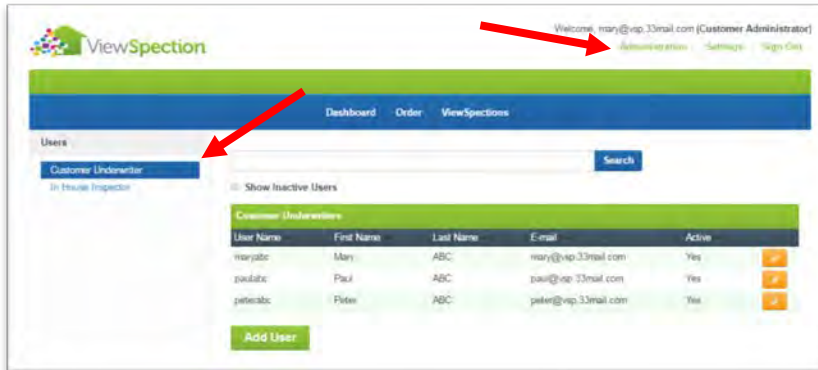 Welcome, mary@vsp.33mail.com (Customer Administrator)
ViewSpection
Administration Settings Sign Out
Dashboard Order ViewSpections
Users
Customer Underwriter
In House Inspector
Search
Show Inactive Users
Customer Underwriters
User Name First Name Last Name E-mail Active
maryabc Mary ABC mary@vsp.33mail.com Yes
paulabc Paul ABC paul@vsp.33mail.com Yes
peterabc Peter ABC peter@vsp.33mail.com Yes
Add User